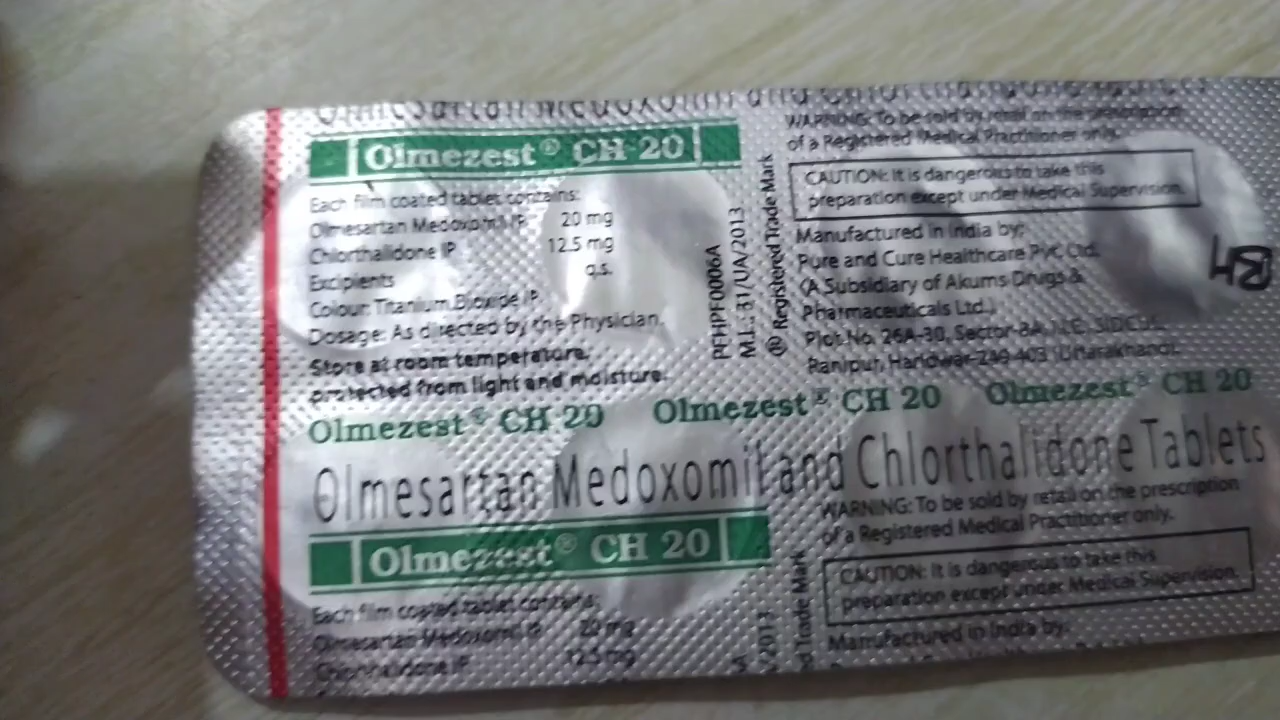 Olmesartan Medoxomil and Chlorthalidone Tablets
Olmezest® CH 20
Each film coated tablet contains:
Olmesartan Medoxomil IP 20 mg
Chlorthalidone IP 12.5 mg
Excipients q.s.
Colour: Titanium Dioxide IP
Dosage: As directed by the Physician.
Store at room temperature,
protected from light and moisture.
PFHPF0006A
M.L.: 31/UA/2013
® Registered Trade Mark
WARNING: To be sold by retail on the prescription
of a Registered Medical Practitioner only.
CAUTION: It is dangerous to take this
preparation except under Medical Supervision.
Manufactured in India by:
Pure and Cure Healthcare Pvt. Ltd.
(A Subsidiary of Akums Drugs &
Pharmaceuticals Ltd.)
Plot No. 26A-30, Sector-8A, I.I.E., SIDCUL,
Ranipur, Haridwar-249 403, Uttarakhand.
Olmezest® CH 20 Olmezest® CH 20 Olmezest® CH 20
Olmesartan Medoxomil and Chlorthalidone Tablets
Olmezest® CH 20
Each film coated tablet contains:
Olmesartan Medoxomil IP 20 mg
Chlorthalidone IP 12.5 mg
/2013
d Trade Mark
WARNING: To be sold by retail on the prescription
of a Registered Medical Practitioner only.
CAUTION: It is dangerous to take this
preparation except under Medical Supervision.
Manufactured in India by: